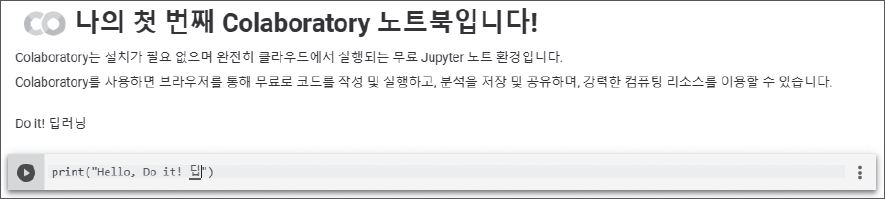 CO 나의 첫 번째 Colaboratory 노트북입니다!
Colaboratory는 설치가 필요 없으며 완전히 클라우드에서 실행되는 무료 Jupyter 노트 환경입니다.
Colaboratory를 사용하면 브라우저를 통해 무료로 코드를 작성 및 실행하고, 분석을 저장 및 공유하며, 강력한 컴퓨팅 리소스를 이용할 수 있습니다.
Do it! 딥러닝
print("Hello, Do it! 딥")